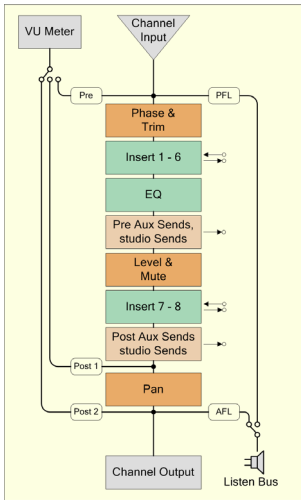 VU Meter
Channel
Input
Pre
PFL
Phase &
Trim
Insert 1 - 6
EQ
Pre Aux Sends,
studio Sends
Level &
Mute
Insert 7 - 8
Post Aux Sends
studio Sends
Post 1
Pan
Post 2
AFL
Channel Output
Listen Bus